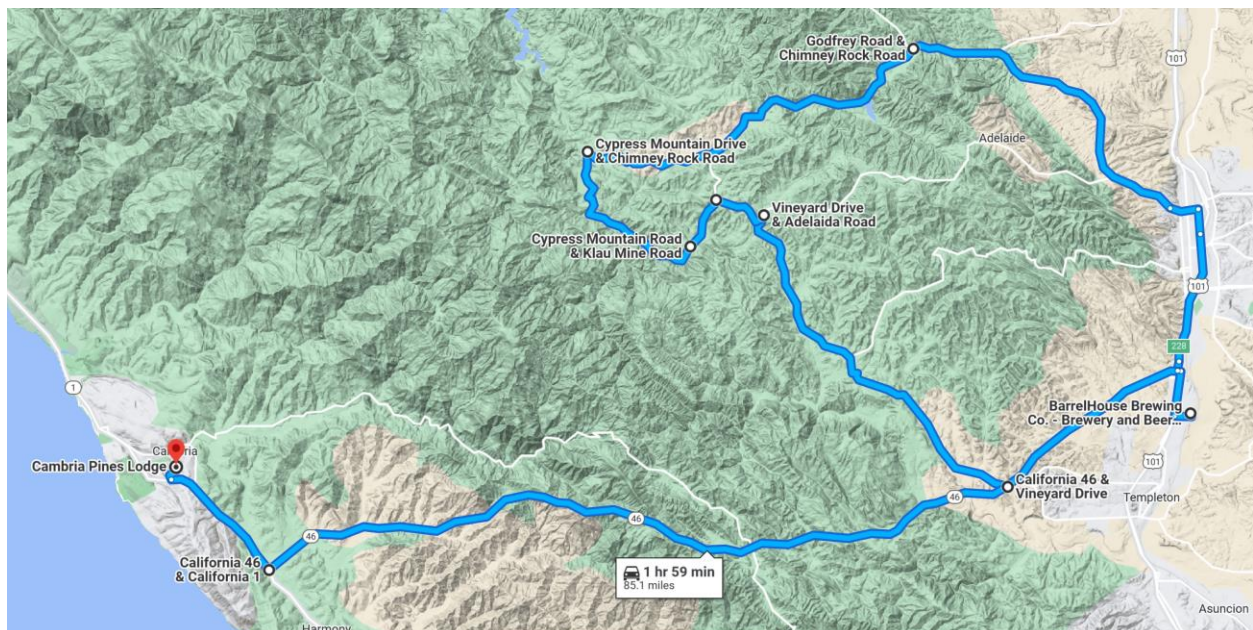 Godfrey Road &
Chimney Rock Road
101
Adelaide
Cypress Mountain Drive
& Chimney Rock Road
Vineyard Drive
& Adelaida Road
Cypress Mountain Road
& Klau Mine Road
101
228
1
BarrelHouse Brewing
Co. - Brewery and Beer...
Cambria
Cambria Pines Lodge
101
California 46 &
Vineyard Drive
46
Templeton
46
46
California 46
& California 1
1 hr 59 min
85.1 miles
Asuncion
Harmony